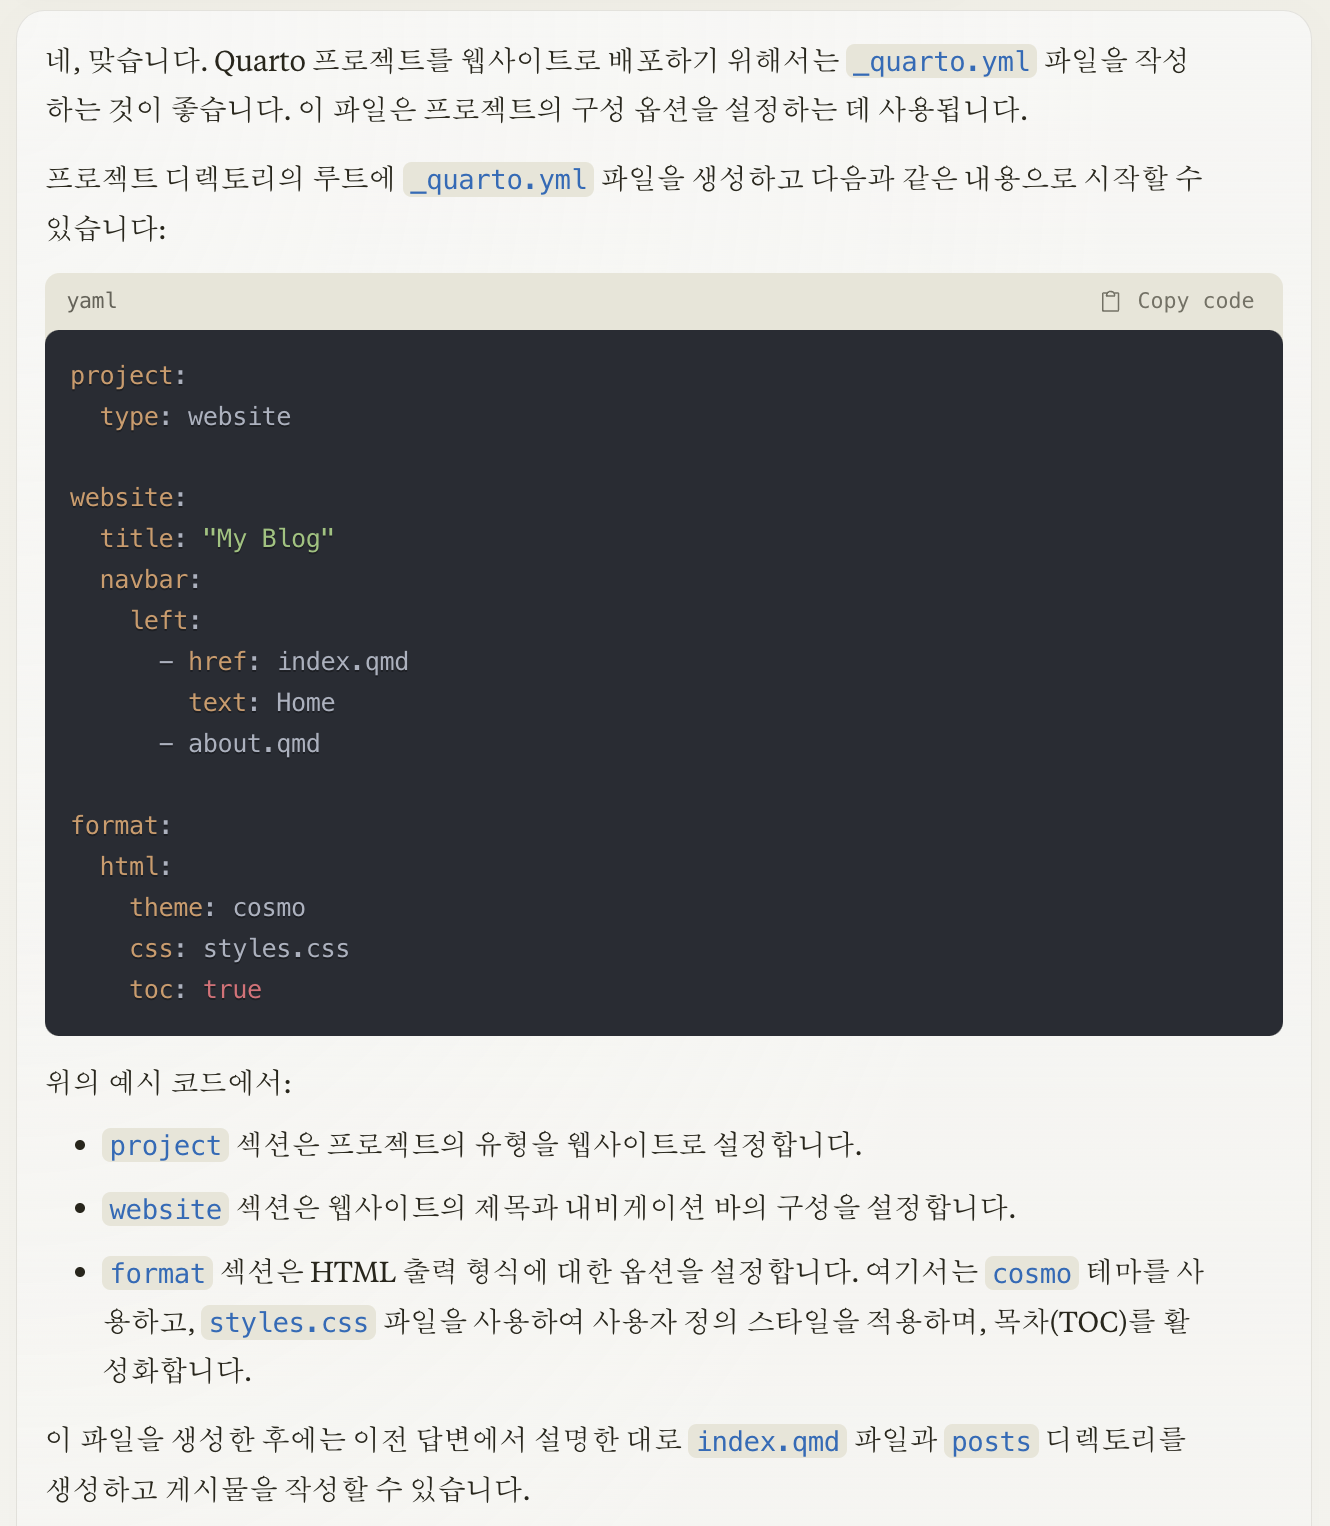 네, 맞습니다. Quarto 프로젝트를 웹사이트로 배포하기 위해서는 _quarto.yml 파일을 작성
하는 것이 좋습니다. 이 파일은 프로젝트의 구성 옵션을 설정하는 데 사용됩니다.
프로젝트 디렉토리의 루트에 _quarto.yml 파일을 생성하고 다음과 같은 내용으로 시작할 수
있습니다:
yaml
Copy code
project:
  type: website
website:
  title: "My Blog"
  navbar:
    left:
      - href: index.qmd
        text: Home
      - about.qmd
format:
  html:
    theme: cosmo
    css: styles.css
    toc: true
위의 예시 코드에서:
• project 섹션은 프로젝트의 유형을 웹사이트로 설정합니다.
• website 섹션은 웹사이트의 제목과 내비게이션 바의 구성을 설정합니다.
• format 섹션은 HTML 출력 형식에 대한 옵션을 설정합니다. 여기서는 cosmo 테마를 사
용하고, styles.css 파일을 사용하여 사용자 정의 스타일을 적용하며, 목차(TOC)를 활
성화합니다.
이 파일을 생성한 후에는 이전 답변에서 설명한 대로 index.qmd 파일과 posts 디렉토리를
생성하고 게시물을 작성할 수 있습니다.